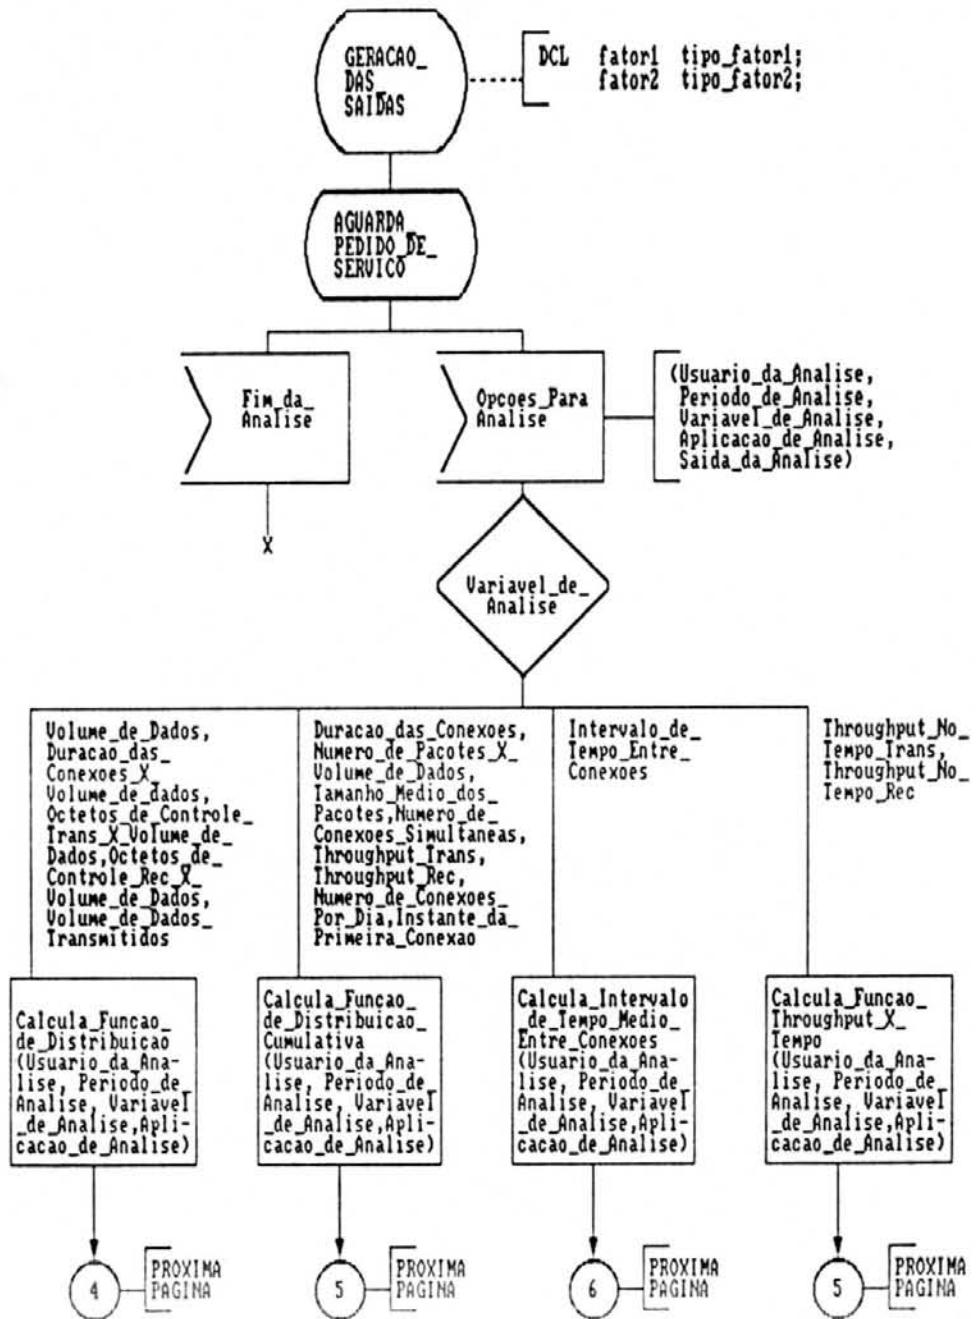 GERACAO_
DAS_
SAIDAS
DCL fator1 tipo_fator1;
fator2 tipo_fator2;
AGUARDA_
PEDIDO_DE_
SERVICO
Fim_da_
Analise
Opcoes_Para
Analise
(Usuario_da_Analise,
Periodo_de_Analise,
Variavel_de_Analise,
Aplicacao_de_Analise,
Saida_da_Analise)
X
Variavel_de_
Analise
Volume_de_Dados,
Duracao_das_
Conexoes_X_
Volume_de_dados,
Octetos_de_Controle_
Trans_X_Volume_de_
Dados,Octetos_de_
Controle_Rec_X_
Volume_de_Dados,
Volume_de_Dados_
Transmitidos
Duracao_das_Conexoes,
Numero_de_Pacotes_X_
Volume_de_Dados,
Tamanho_Medio_dos_
Pacotes,Numero_de_
Conexoes_Simultaneas,
Throughput_Trans,
Throughput_Rec,
Numero_de_Conexoes_
Por_Dia,Instante_da_
Primeira_Conexao
Intervalo_de_
Tempo_Entre_
Conexoes
Throughput_No_
Tempo_Trans,
Throughput_No_
Tempo_Rec
Calcula_Funcao_
de_Distribuicao
(Usuario_da_Ana-
lise, Periodo_de_
Analise, Variavel
_de_Analise,Apli-
cacao_de_Analise)
Calcula_Funcao_
de_Distribuicao_
Cumulativa
(Usuario_da_Ana-
lise, Periodo_de_
Analise, Variavel
_de_Analise,Apli-
cacao_de_Analise)
Calcula_Intervalo
_de_Tempo_Medio_
Entre_Conexoes
(Usuario_da_Ana-
lise, Periodo_de_
Analise, Variavel
_de_Analise,Apli-
cacao_de_Analise)
Calcula_Funcao_
Throughput_X_
Tempo
(Usuario_da_Ana-
lise, Periodo_de_
Analise, Variavel
_de_Analise,Apli-
cacao_de_Analise)
4
PROXIMA
PAGINA
5
PROXIMA
PAGINA
6
PROXIMA
PAGINA
5
PROXIMA
PAGINA